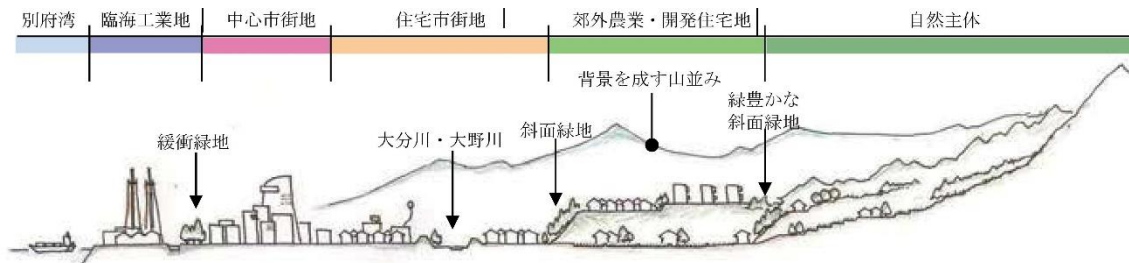 別府湾
臨海工業地
中心市街地
住宅市街地
郊外農業・開発住宅地
自然主体
背景を成す山並み
緑豊かな
斜面緑地
緩衝緑地
大分川・大野川
斜面緑地